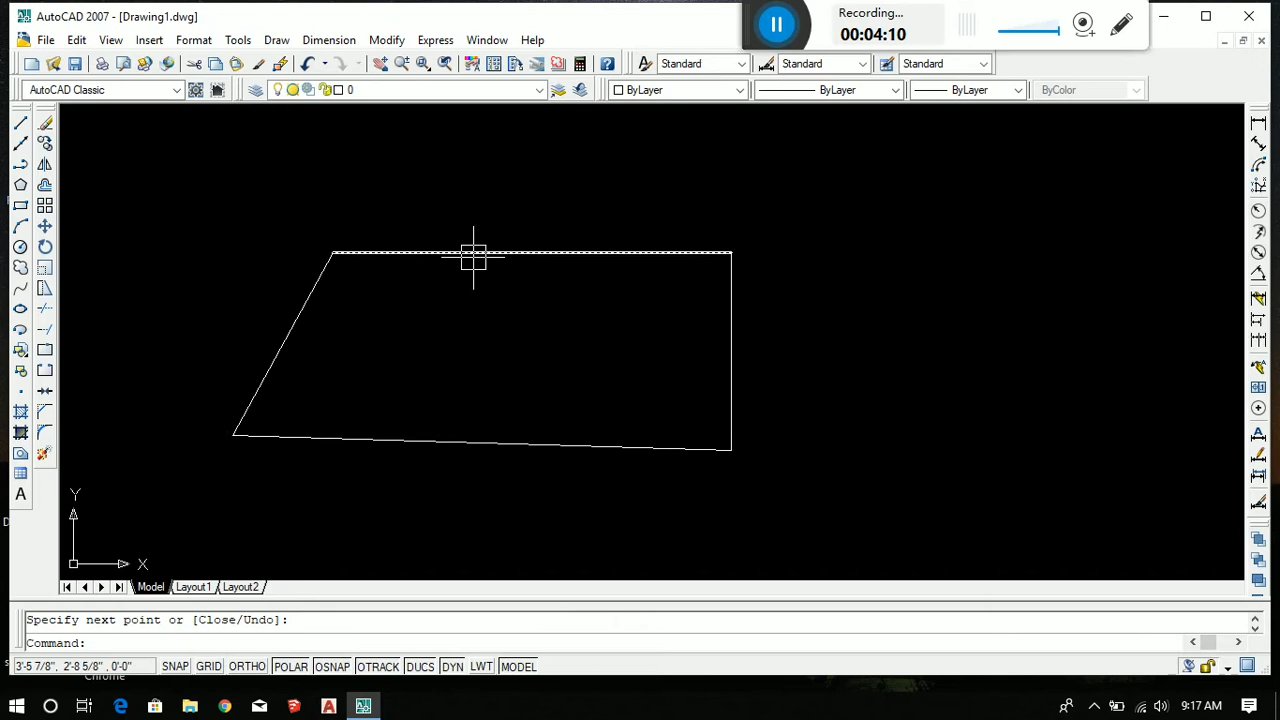 AutoCAD 2007 - [Drawing1.dwg]
Recording...
00:04:10
File Edit View Insert Format Tools Draw Dimension Modify Express Window Help
Standard Standard Standard
AutoCAD Classic 0 ByLayer ByLayer ByLayer ByColor
A
Y
X
Model Layout1 Layout2
Specify next point or [Close/Undo]:
Command:
3'-5 7/8", 2'-8 5/8", 0'-0" SNAP GRID ORTHO POLAR OSNAP OTRACK DUCS DYN LWT MODEL
Chrome
9:17 AM